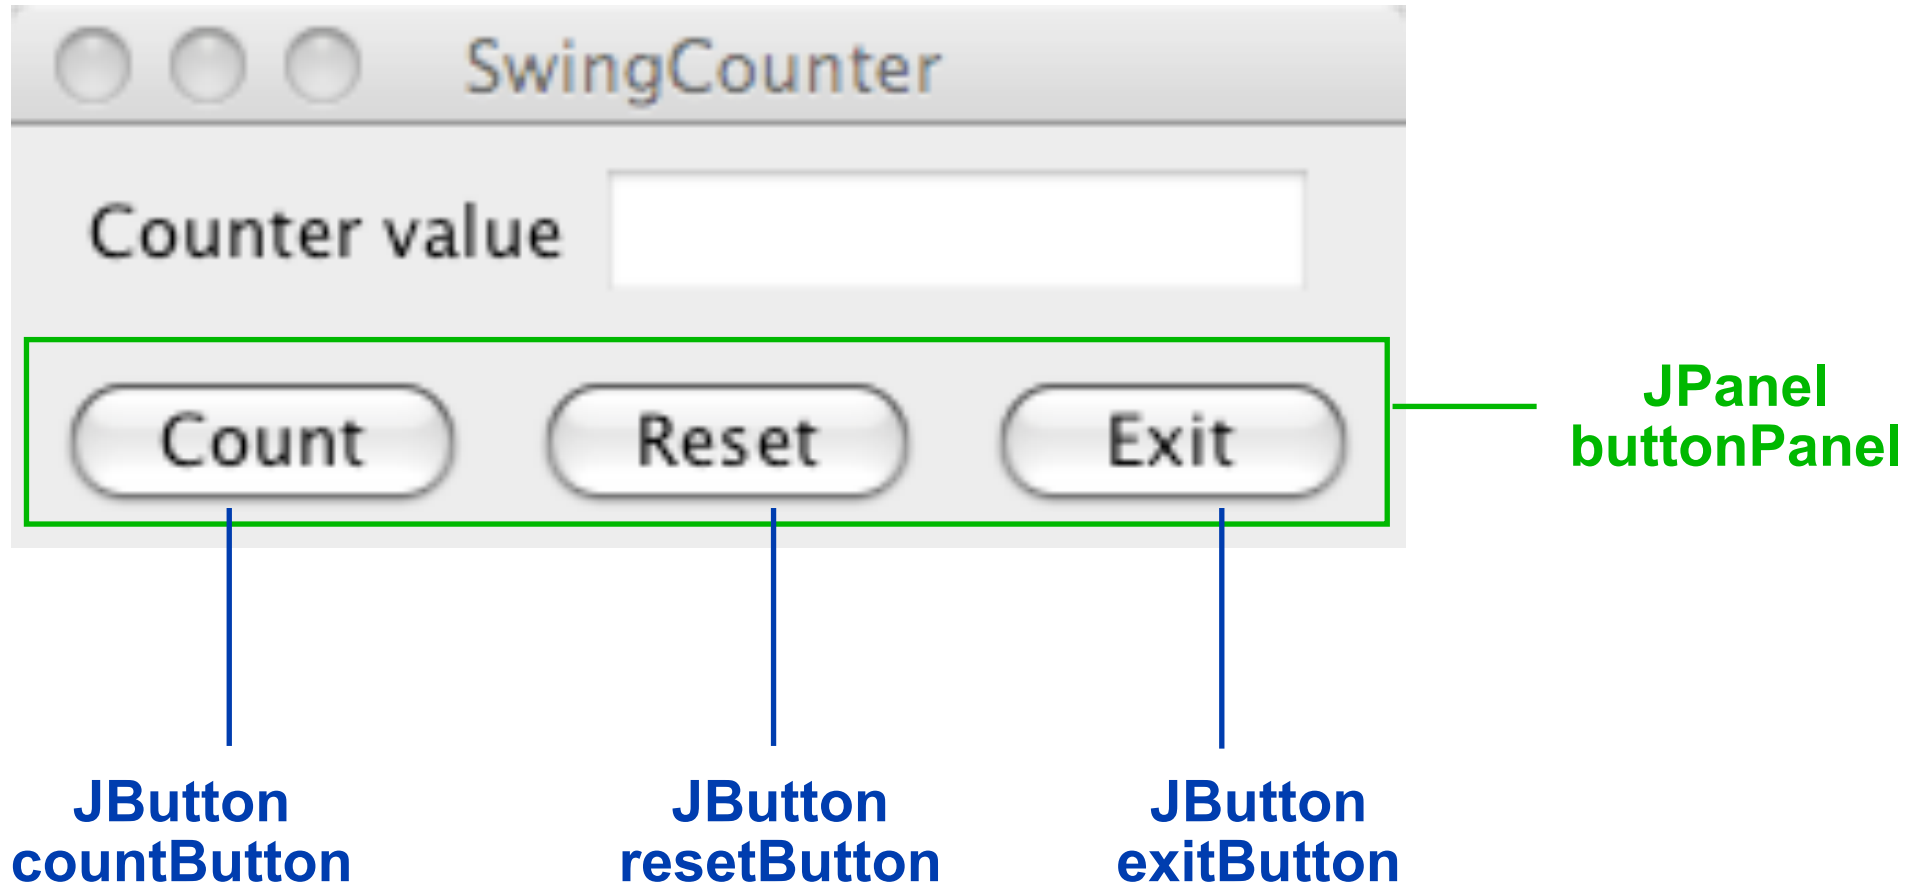 SwingCounter
Counter value
Count Reset Exit
JPanel
buttonPanel
JButton JButton JButton
countButton resetButton exitButton